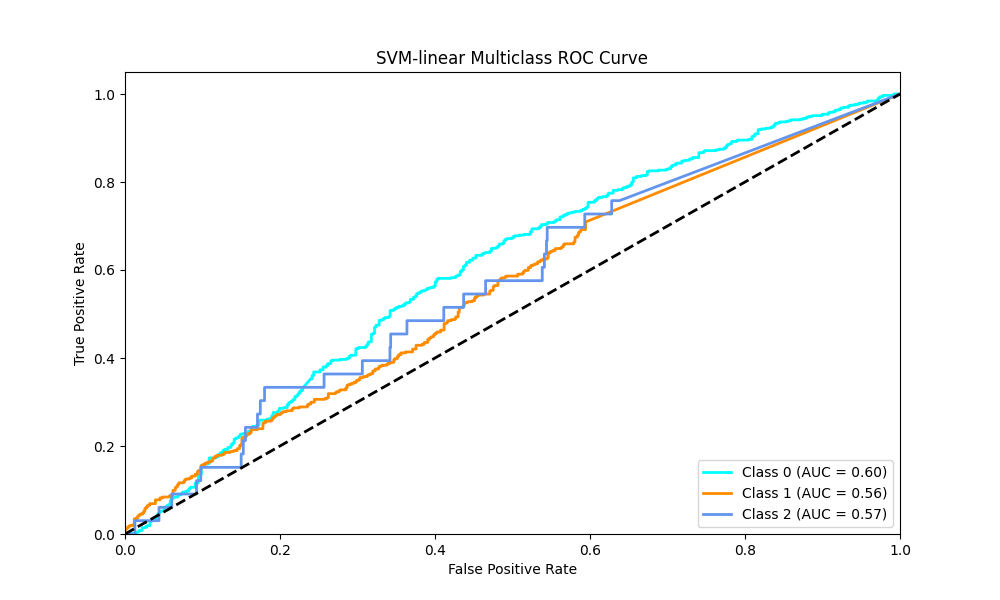 SVM-linear Multiclass ROC Curve
True Positive Rate
1.0
0.8
0.6
0.4
0.2
0.0
Class 0 (AUC = 0.60)
Class 1 (AUC = 0.56)
Class 2 (AUC = 0.57)
0.0 0.2 0.4 0.6 0.8 1.0
False Positive Rate